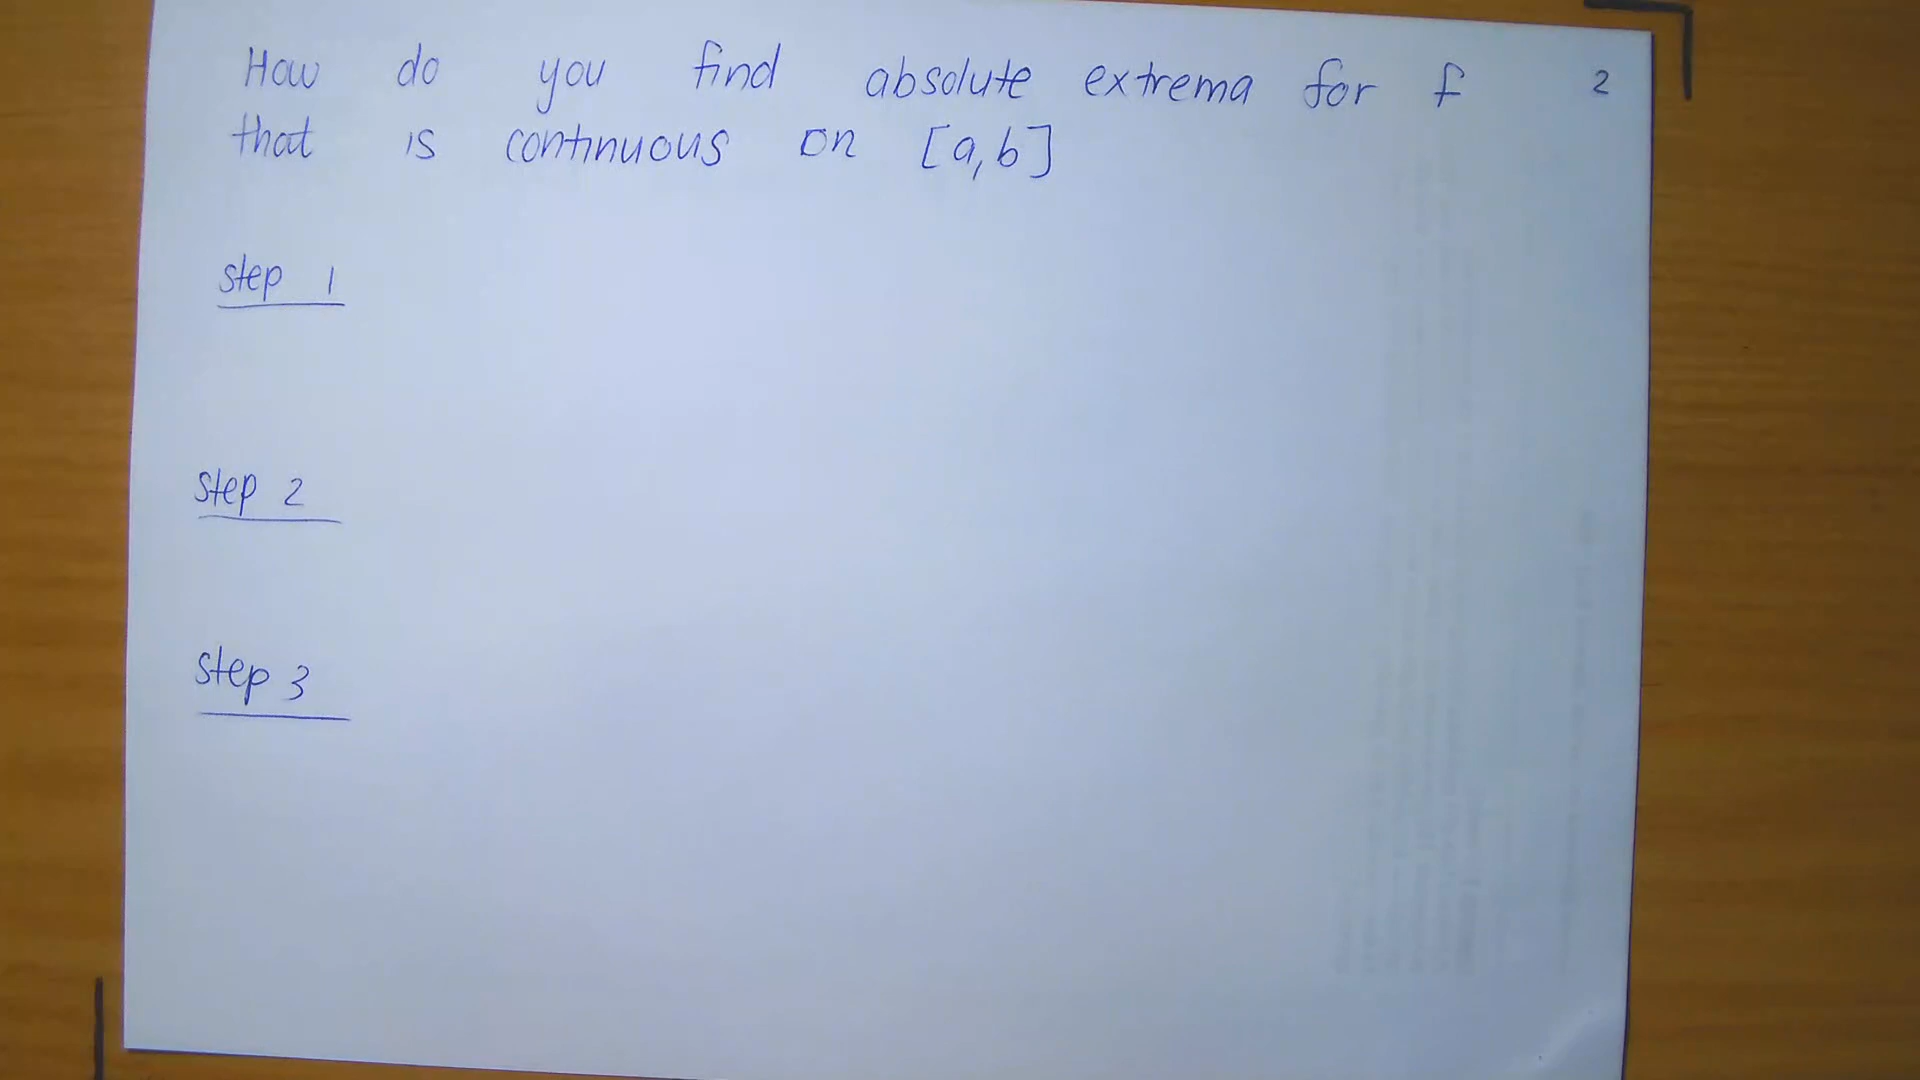 How do you find absolute extrema for f 2
that is continuous on [a,b]
step 1
step 2
step 3